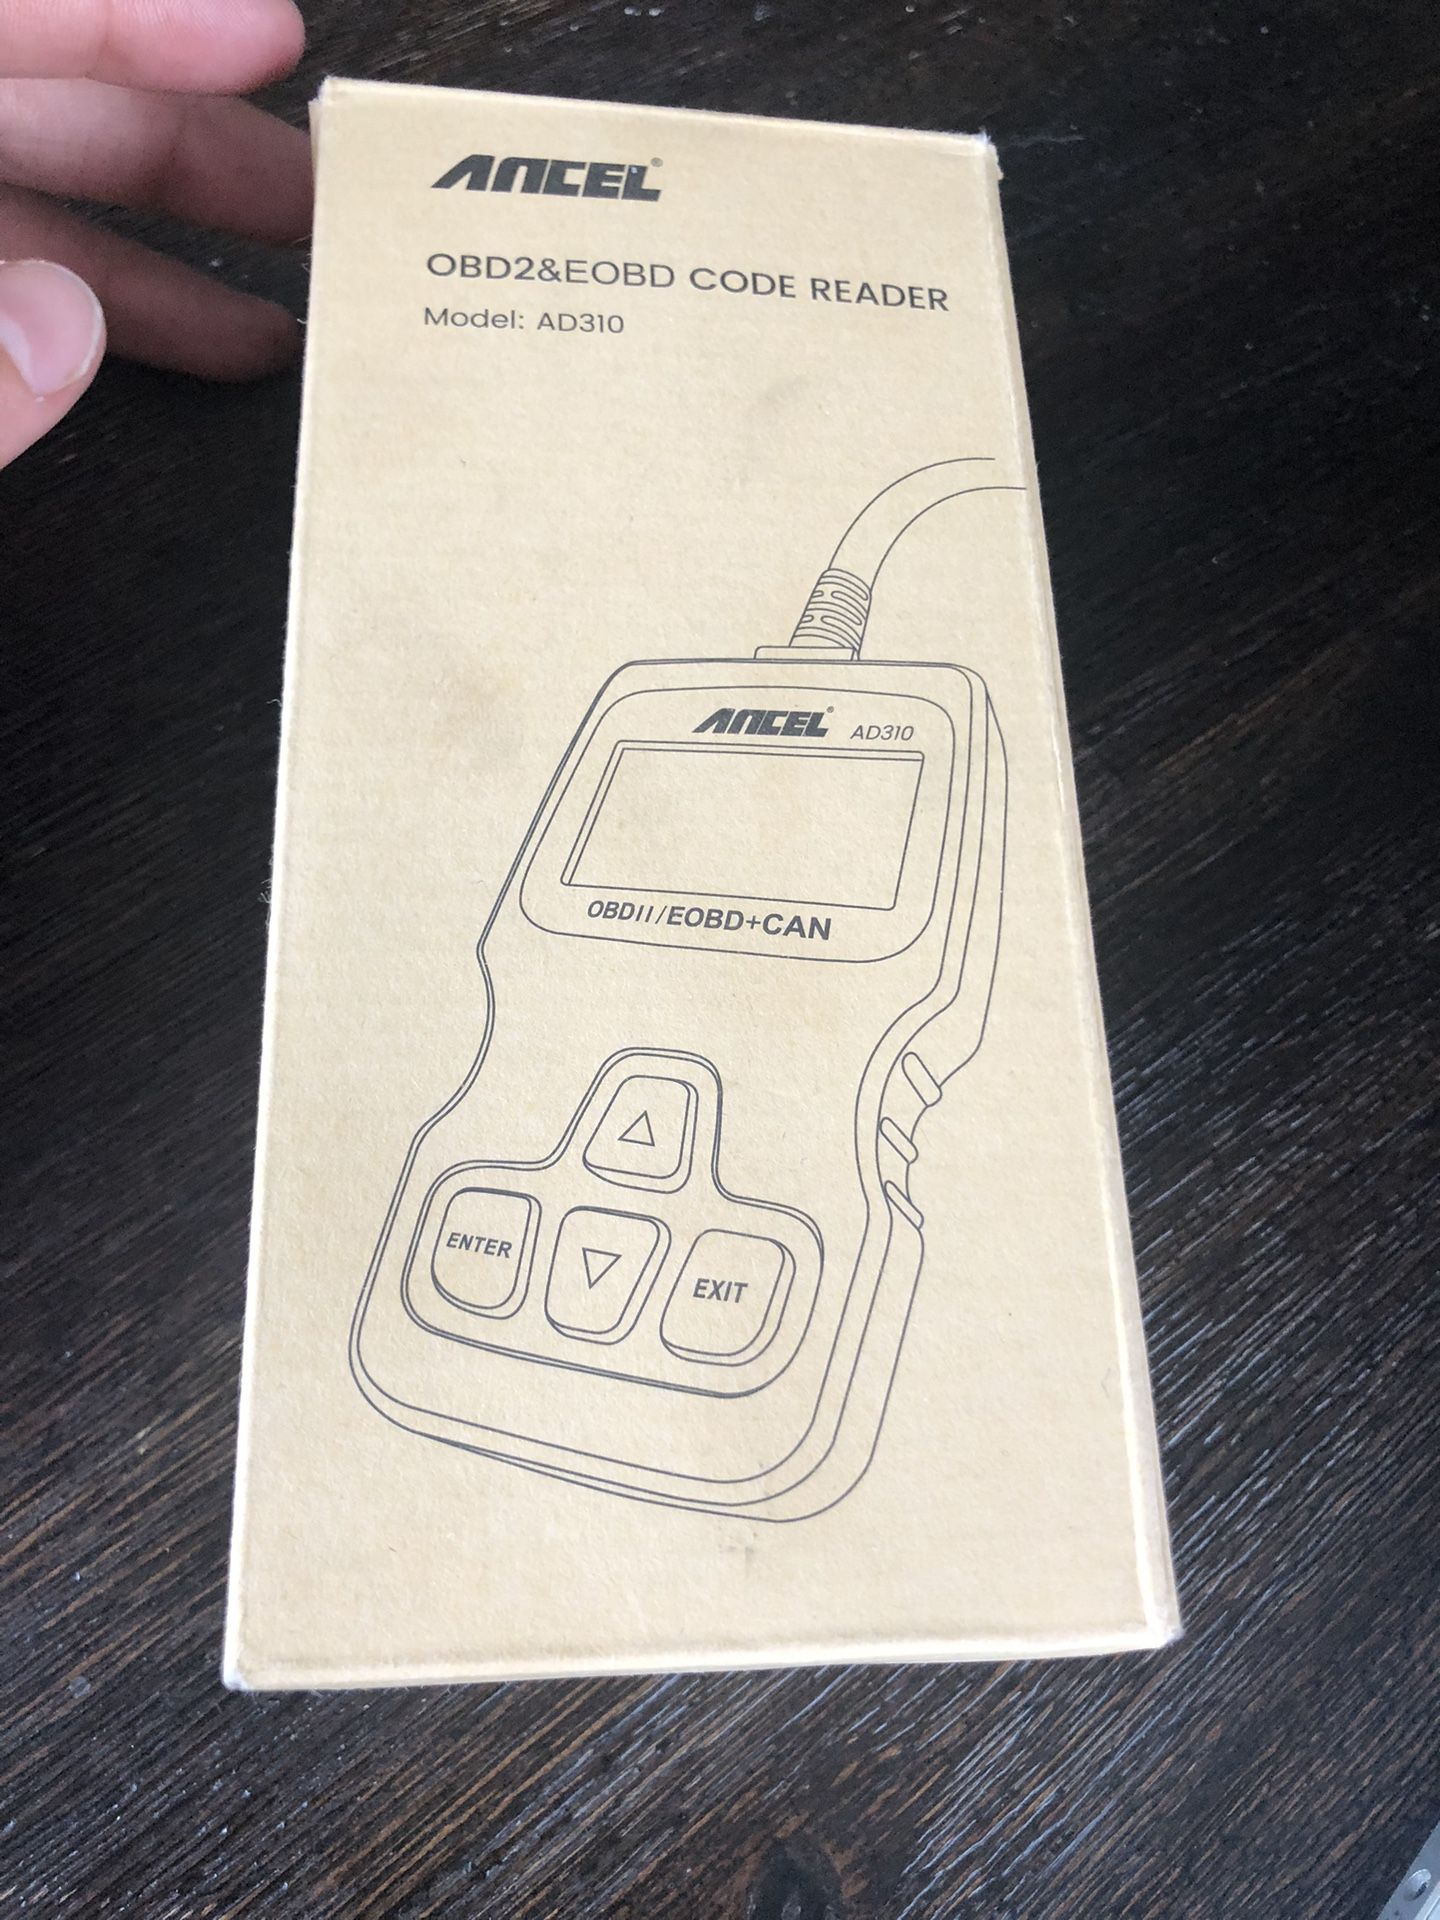 ANCEL®
OBD2&EOBD CODE READER
Model: AD310
ANCEL® AD310
OBDII/EOBD+CAN
ENTER
EXIT